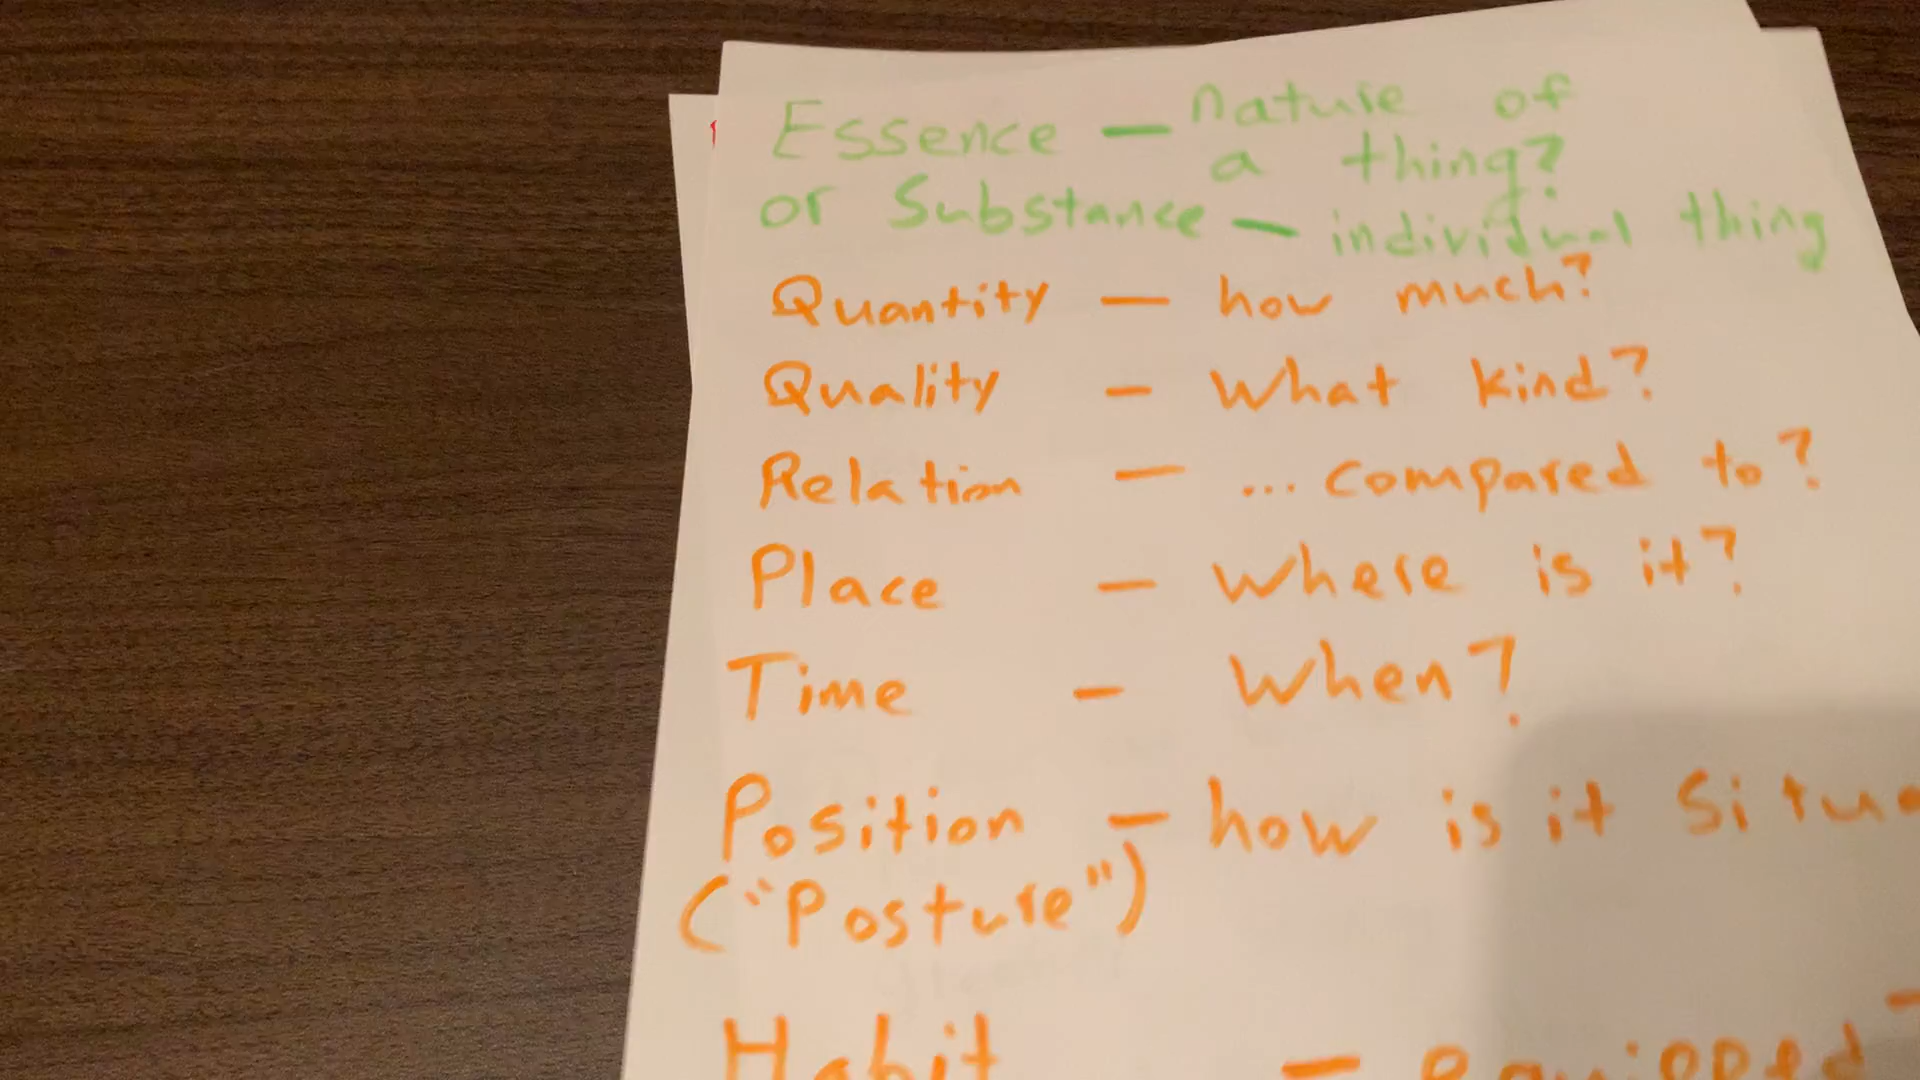 Essence — nature of
a thing?
or Substance — individual thing
Quantity — how much?
Quality — What kind?
Relation — ... compared to?
Place — Where is it?
Time — When?
Position — how is it
("Posture")
Habit —